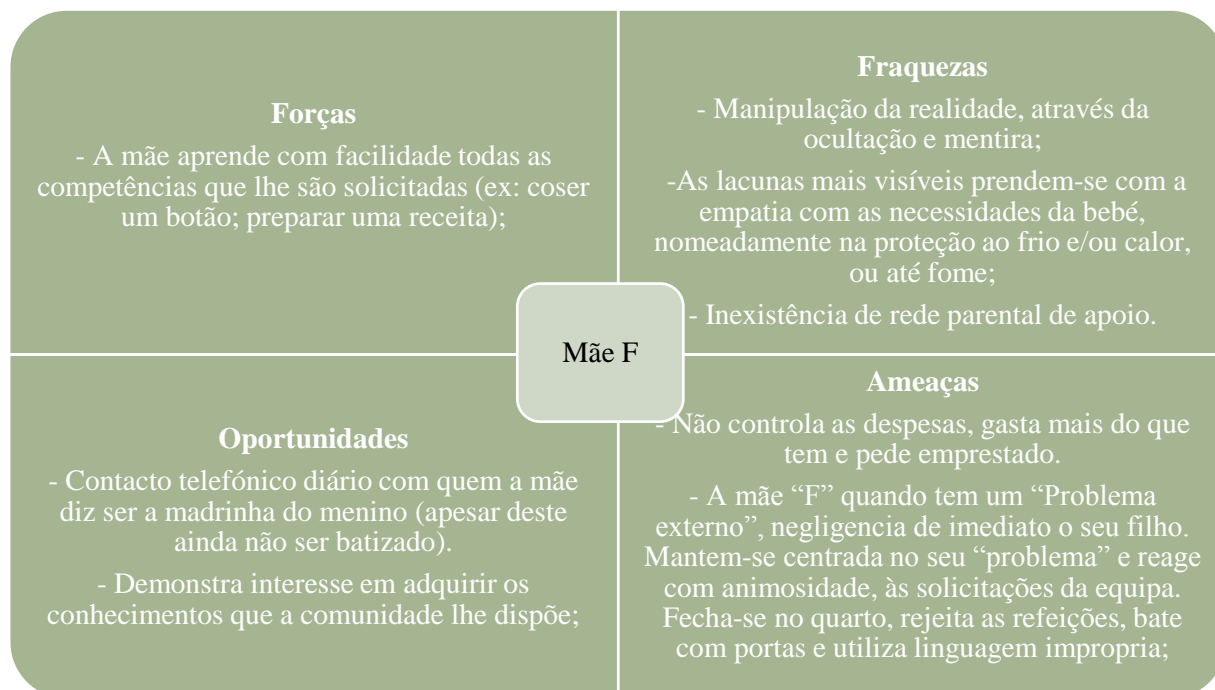 Forças
- A mãe aprende com facilidade todas as
competências que lhe são solicitadas (ex: coser
um botão; preparar uma receita);
Fraquezas
- Manipulação da realidade, através da
ocultação e mentira;
-As lacunas mais visíveis prendem-se com a
empatia com as necessidades da bebé,
nomeadamente na proteção ao frio e/ou calor,
ou até fome;
- Inexistência de rede parental de apoio.
Mãe F
Oportunidades
- Contacto telefónico diário com quem a mãe
diz ser a madrinha do menino (apesar deste
ainda não ser batizado).
- Demonstra interesse em adquirir os
conhecimentos que a comunidade lhe dispõe;
Ameaças
- Não controla as despesas, gasta mais do que
tem e pede emprestado.
- A mãe “F” quando tem um “Problema
externo”, negligencia de imediato o seu filho.
Mantem-se centrada no seu “problema” e reage
com animosidade, às solicitações da equipa.
Fecha-se no quarto, rejeita as refeições, bate
com portas e utiliza linguagem impropria;